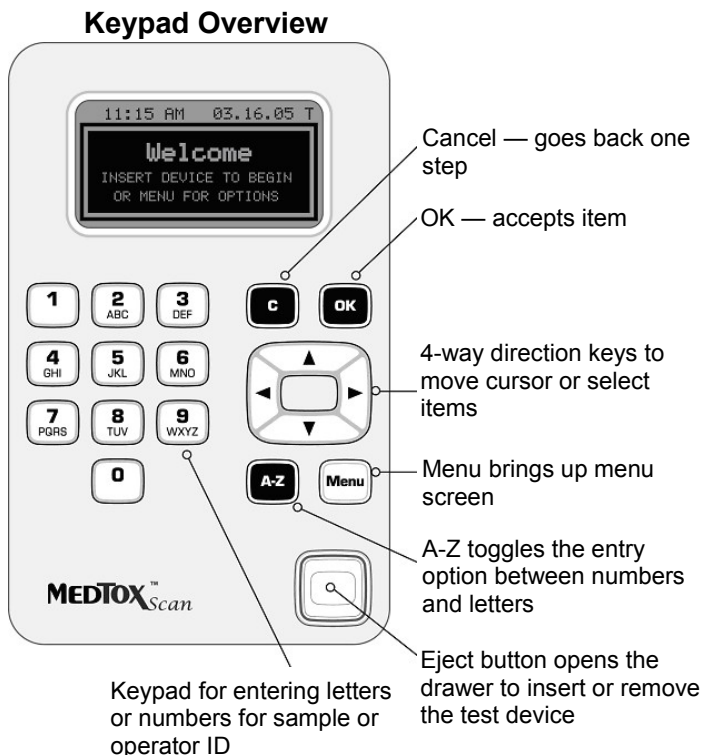 Keypad Overview
11:15 AM 03.16.05 T
Welcome
INSERT DEVICE TO BEGIN
OR MENU FOR OPTIONS
Cancel — goes back one
step
OK — accepts item
C OK
1 2 3
ABC DEF
4 5 6
GHI JKL MNO
7 8 9
PQRS TUV WXYZ
0
4-way direction keys to
move cursor or select
items
A-Z Menu
Menu brings up menu
screen
A-Z toggles the entry
option between numbers
and letters
MEDTOX™ Scan
Eject button opens the
drawer to insert or remove
the test device
Keypad for entering letters
or numbers for sample or
operator ID